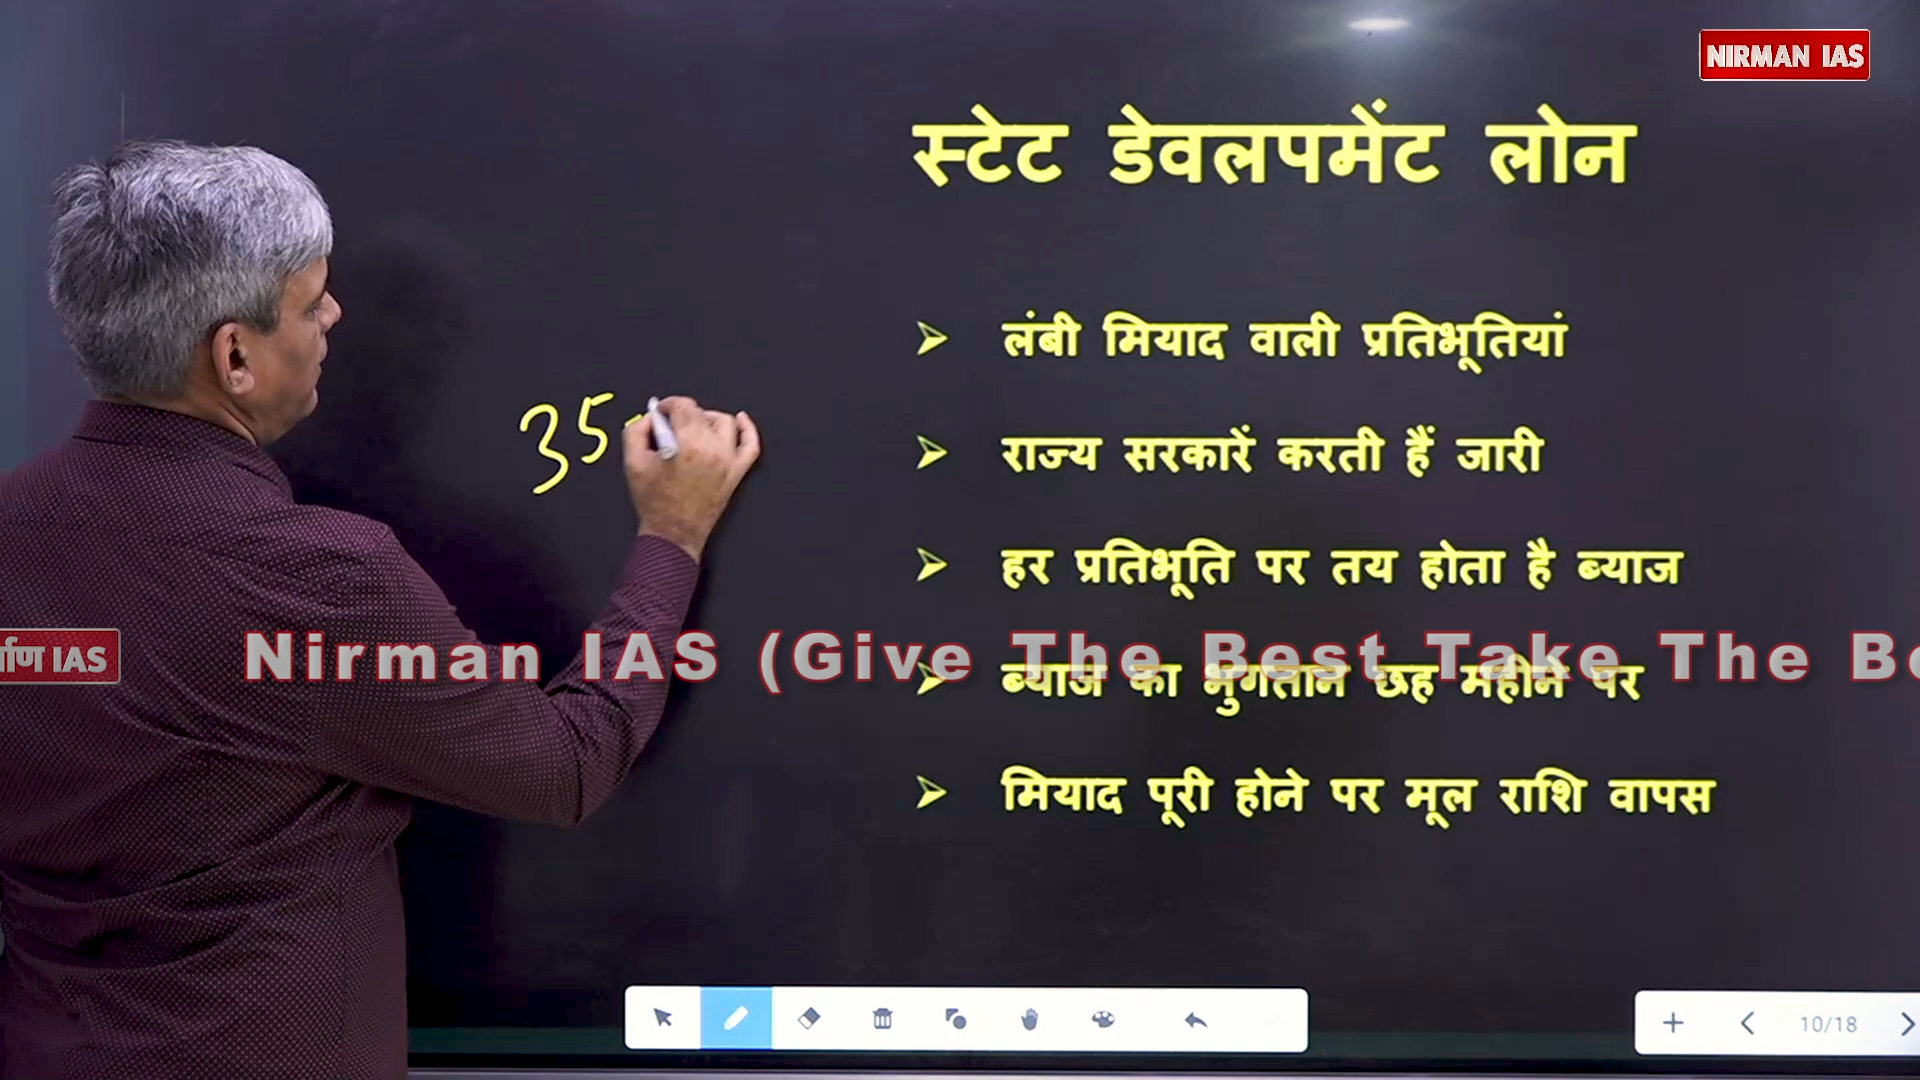 NIRMAN IAS
स्टेट डेवलपमेंट लोन
➢ लंबी मियाद वाली प्रतिभूतियां
➢ राज्य सरकारें करती हैं जारी
35
➢ हर प्रतिभूति पर तय होता है ब्याज
IAS
Nirman IAS (Give The Best Take The
➢ ब्याज का भुगतान छह महीने पर
➢ मियाद पूरी होने पर मूल राशि वापस
10/18